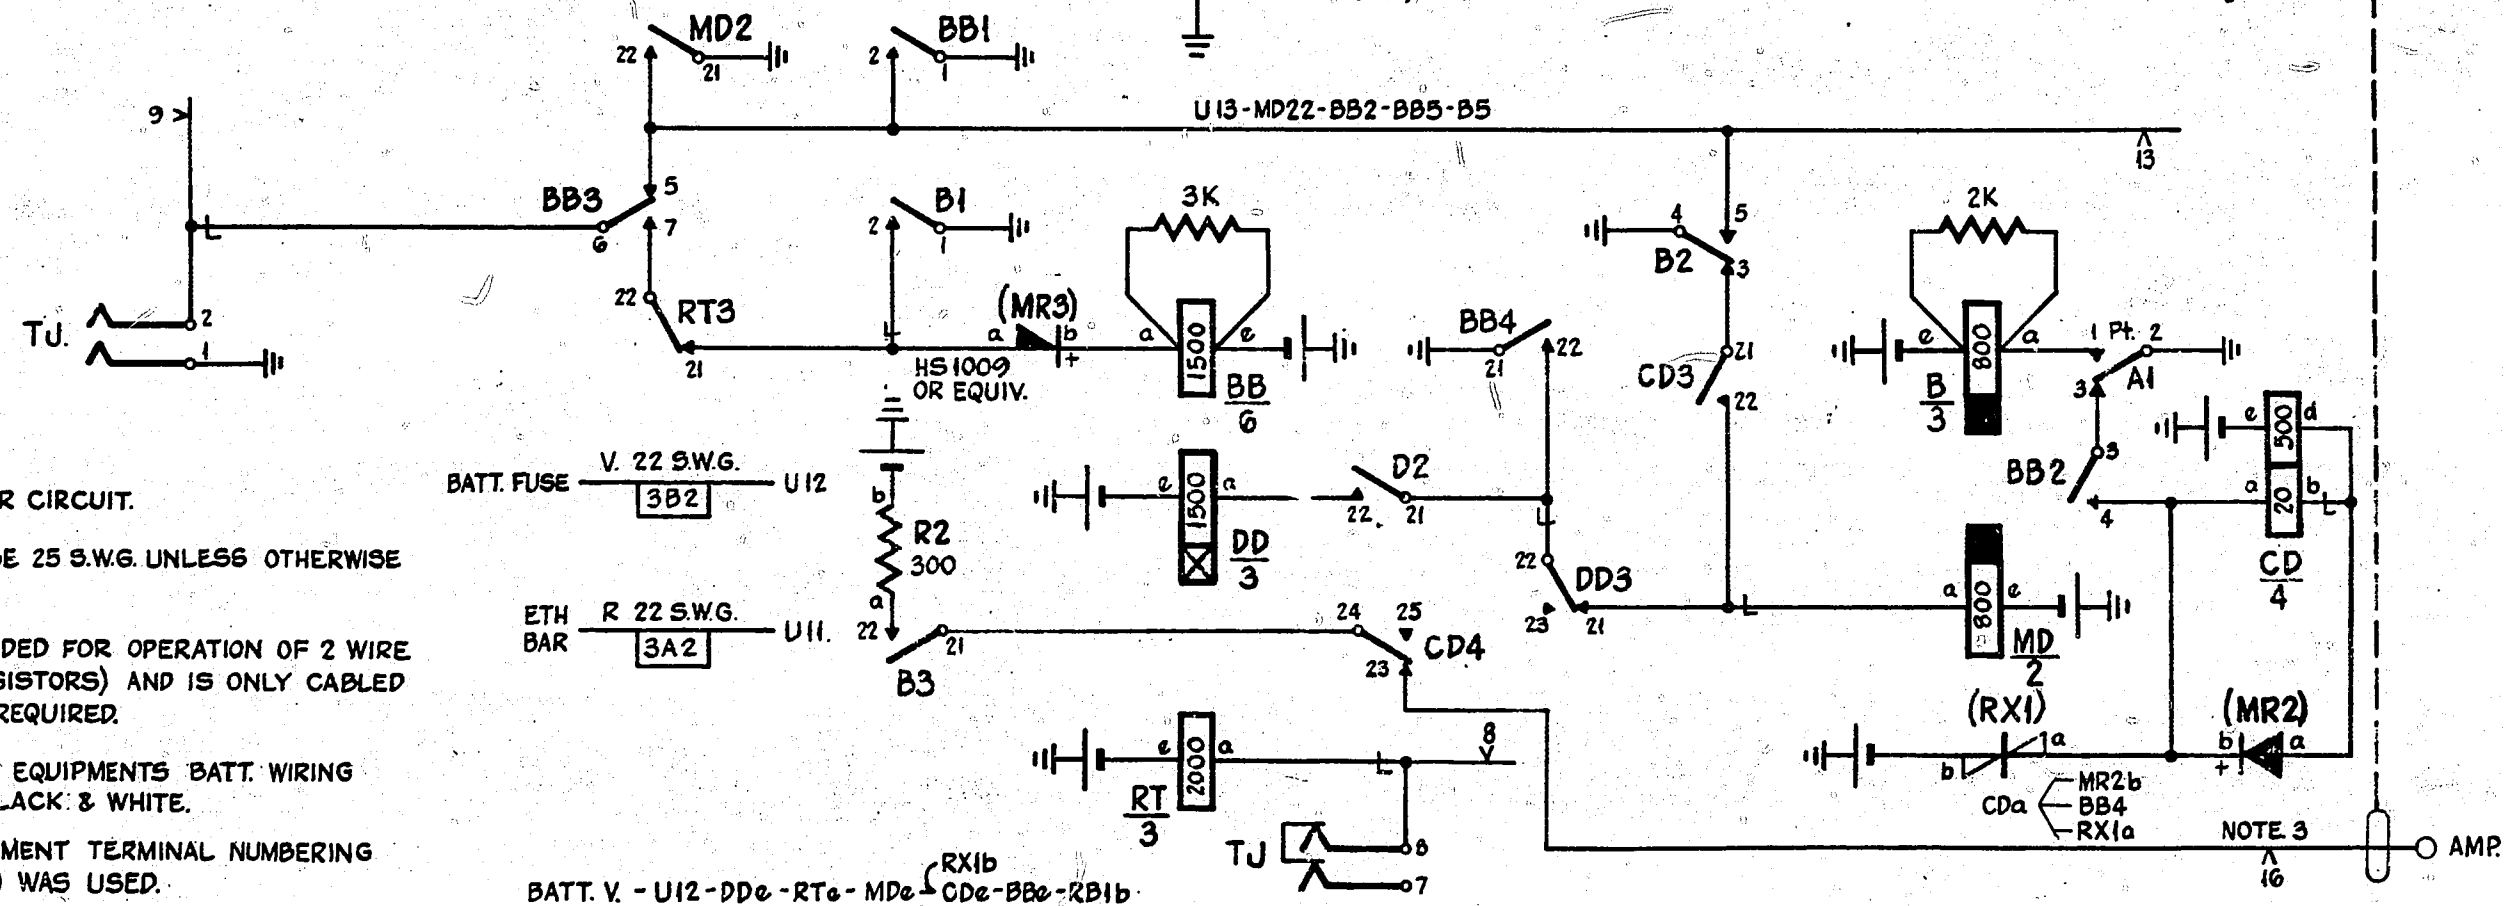 MD2
22
21
BB1
2
1
9
U13-MD22-BB2-BB5-B5
13
BB3
5
7
6
B1
2
1
3K
4
5
B2
3
2K
22
RT3
21
TJ.
2
1
(MR3)
a
b
+
HS1009
OR EQUIV.
a
1500
e
BB
6
BB4
21
22
CD3
21
22
e
800
a
B
3
1
Pt.
2
3
A1
BB2
3
4
e
500
d
a
20
b
CD
4
BATT. FUSE
V. 22 S.W.G.
3B2
U12
b
R2
300
a
e
1500
a
DD
3
D2
22.
21
R CIRCUIT.
E 25 S.W.G. UNLESS OTHERWISE
ETH
BAR
R 22 S.W.G.
3A2
U11.
22
21
B3
24
25
23
CD4
22
DD3
23
21
a
800
e
MD
2
DED FOR OPERATION OF 2 WIRE
SISTORS) AND IS ONLY CABLED
REQUIRED.
(RX1)
a
b
(MR2)
b
a
+
EQUIPMENTS BATT. WIRING
LACK & WHITE.
e
2000
a
RT
3
8
CDa
MR2b
BB4
RX1a
MENT TERMINAL NUMBERING
) WAS USED.
TJ
8
7
NOTE 3
16
AMP.
RX1b
BATT. V. - U12-DDe-RTe-MDe CDe-BBe-RB1b